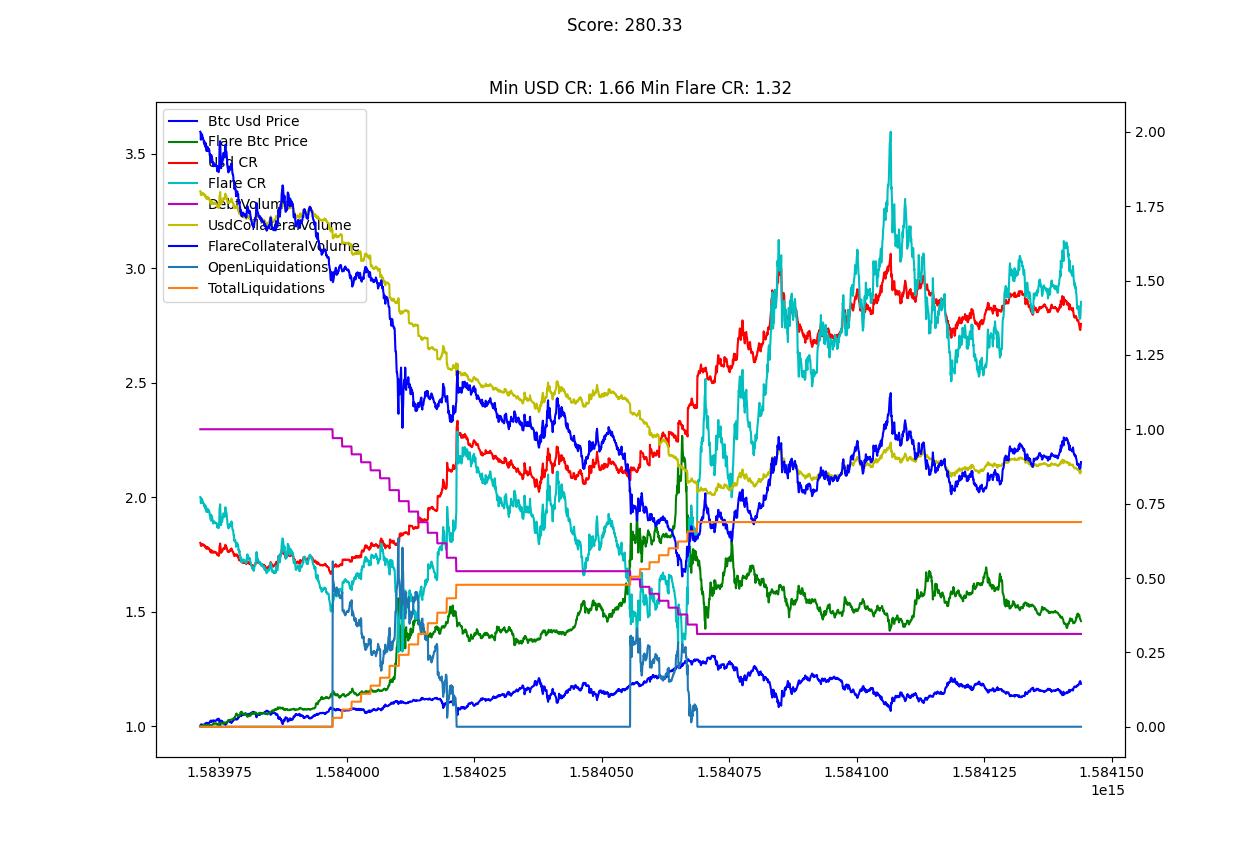 Score: 280.33
Min USD CR: 1.66 Min Flare CR: 1.32
Btc Usd Price
Flare Btc Price
Usd CR
Flare CR
DebtVolume
UsdCollateralVolume
FlareCollateralVolume
OpenLiquidations
TotalLiquidations
3.5
3.0
2.5
2.0
1.5
1.0
2.00
1.75
1.50
1.25
1.00
0.75
0.50
0.25
0.00
1.583975 1.584000 1.584025 1.584050 1.584075 1.584100 1.584125 1.584150
1e15